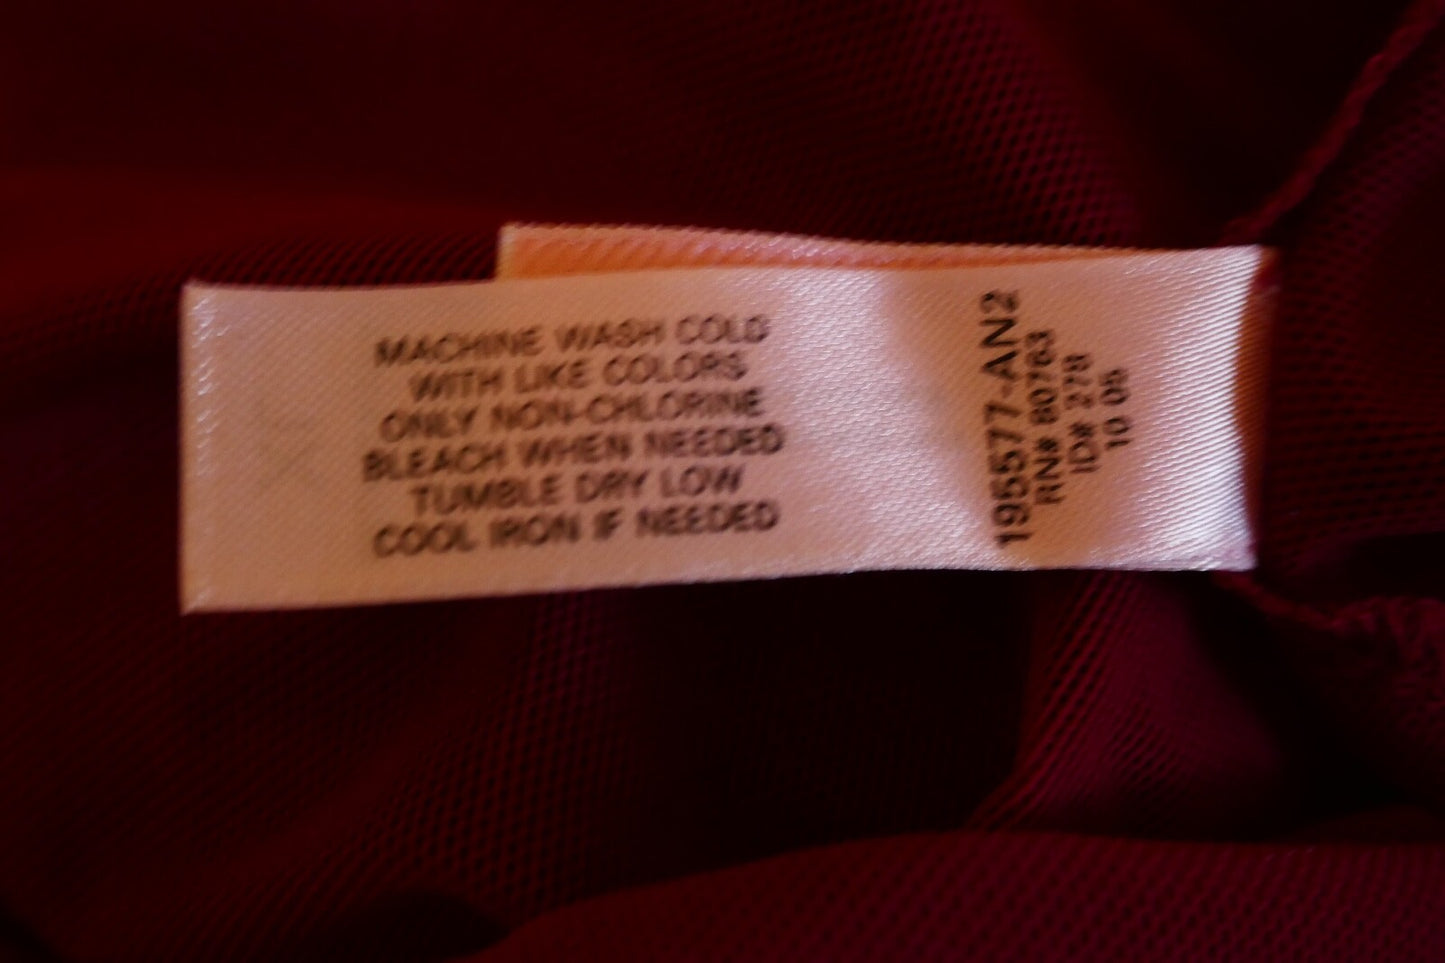 MACHINE WASH COLD
WITH LIKE COLORS
ONLY NON-CHLORINE
BLEACH WHEN NEEDED
TUMBLE DRY LOW
COOL IRON IF NEEDED
195577-AN2
RN# 80763
ID# 279
10 05